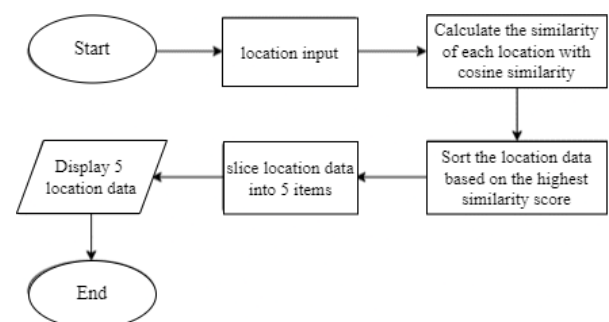 Start
location input
Calculate the similarity
of each location with
cosine similarity
Sort the location data
based on the highest
similarity score
slice location data
into 5 items
Display 5
location data
End